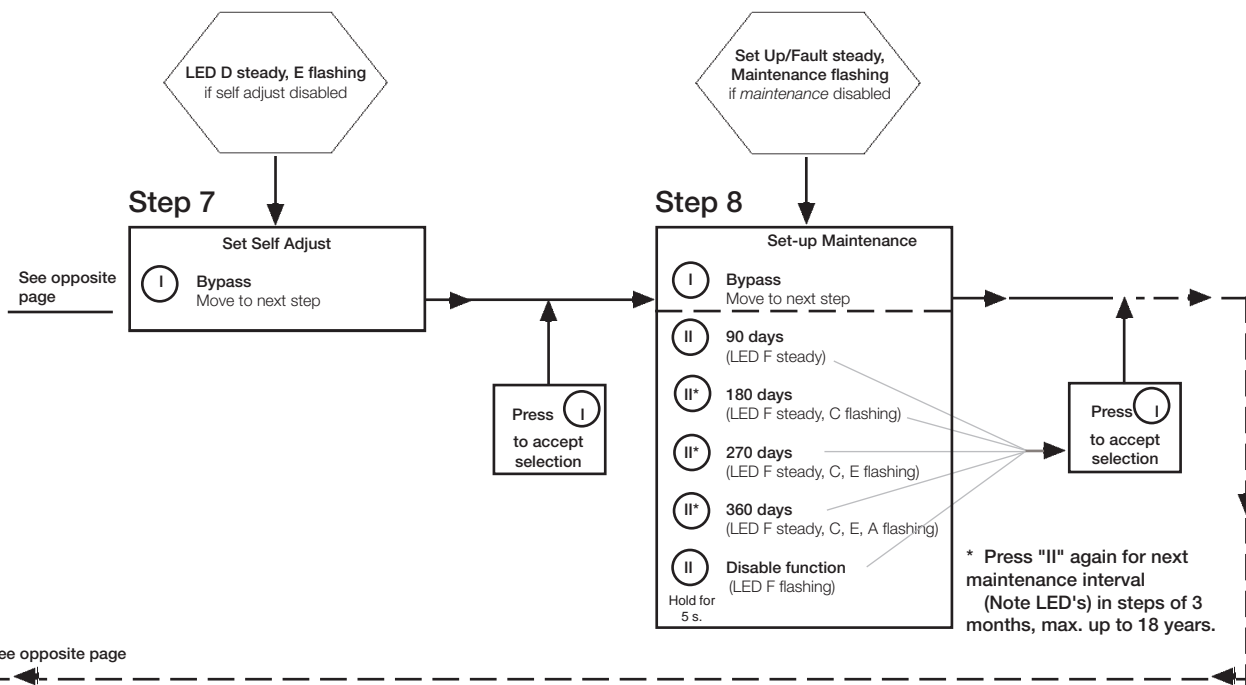 LED D steady, E flashing
if self adjust disabled
Set Up/Fault steady,
Maintenance flashing
if maintenance disabled
Step 7
Step 8
See opposite
page
Set Self Adjust
I
Bypass
Move to next step
Press I
to accept
selection
Set-up Maintenance
I
Bypass
Move to next step
II
90 days
(LED F steady)
II*
180 days
(LED F steady, C flashing)
II*
270 days
(LED F steady, C, E flashing)
II*
360 days
(LED F steady, C, E, A flashing)
II
Disable function
(LED F flashing)
Hold for
5 s.
Press I
to accept
selection
* Press "II" again for next
maintenance interval
(Note LED's) in steps of 3
months, max. up to 18 years.
ee opposite page